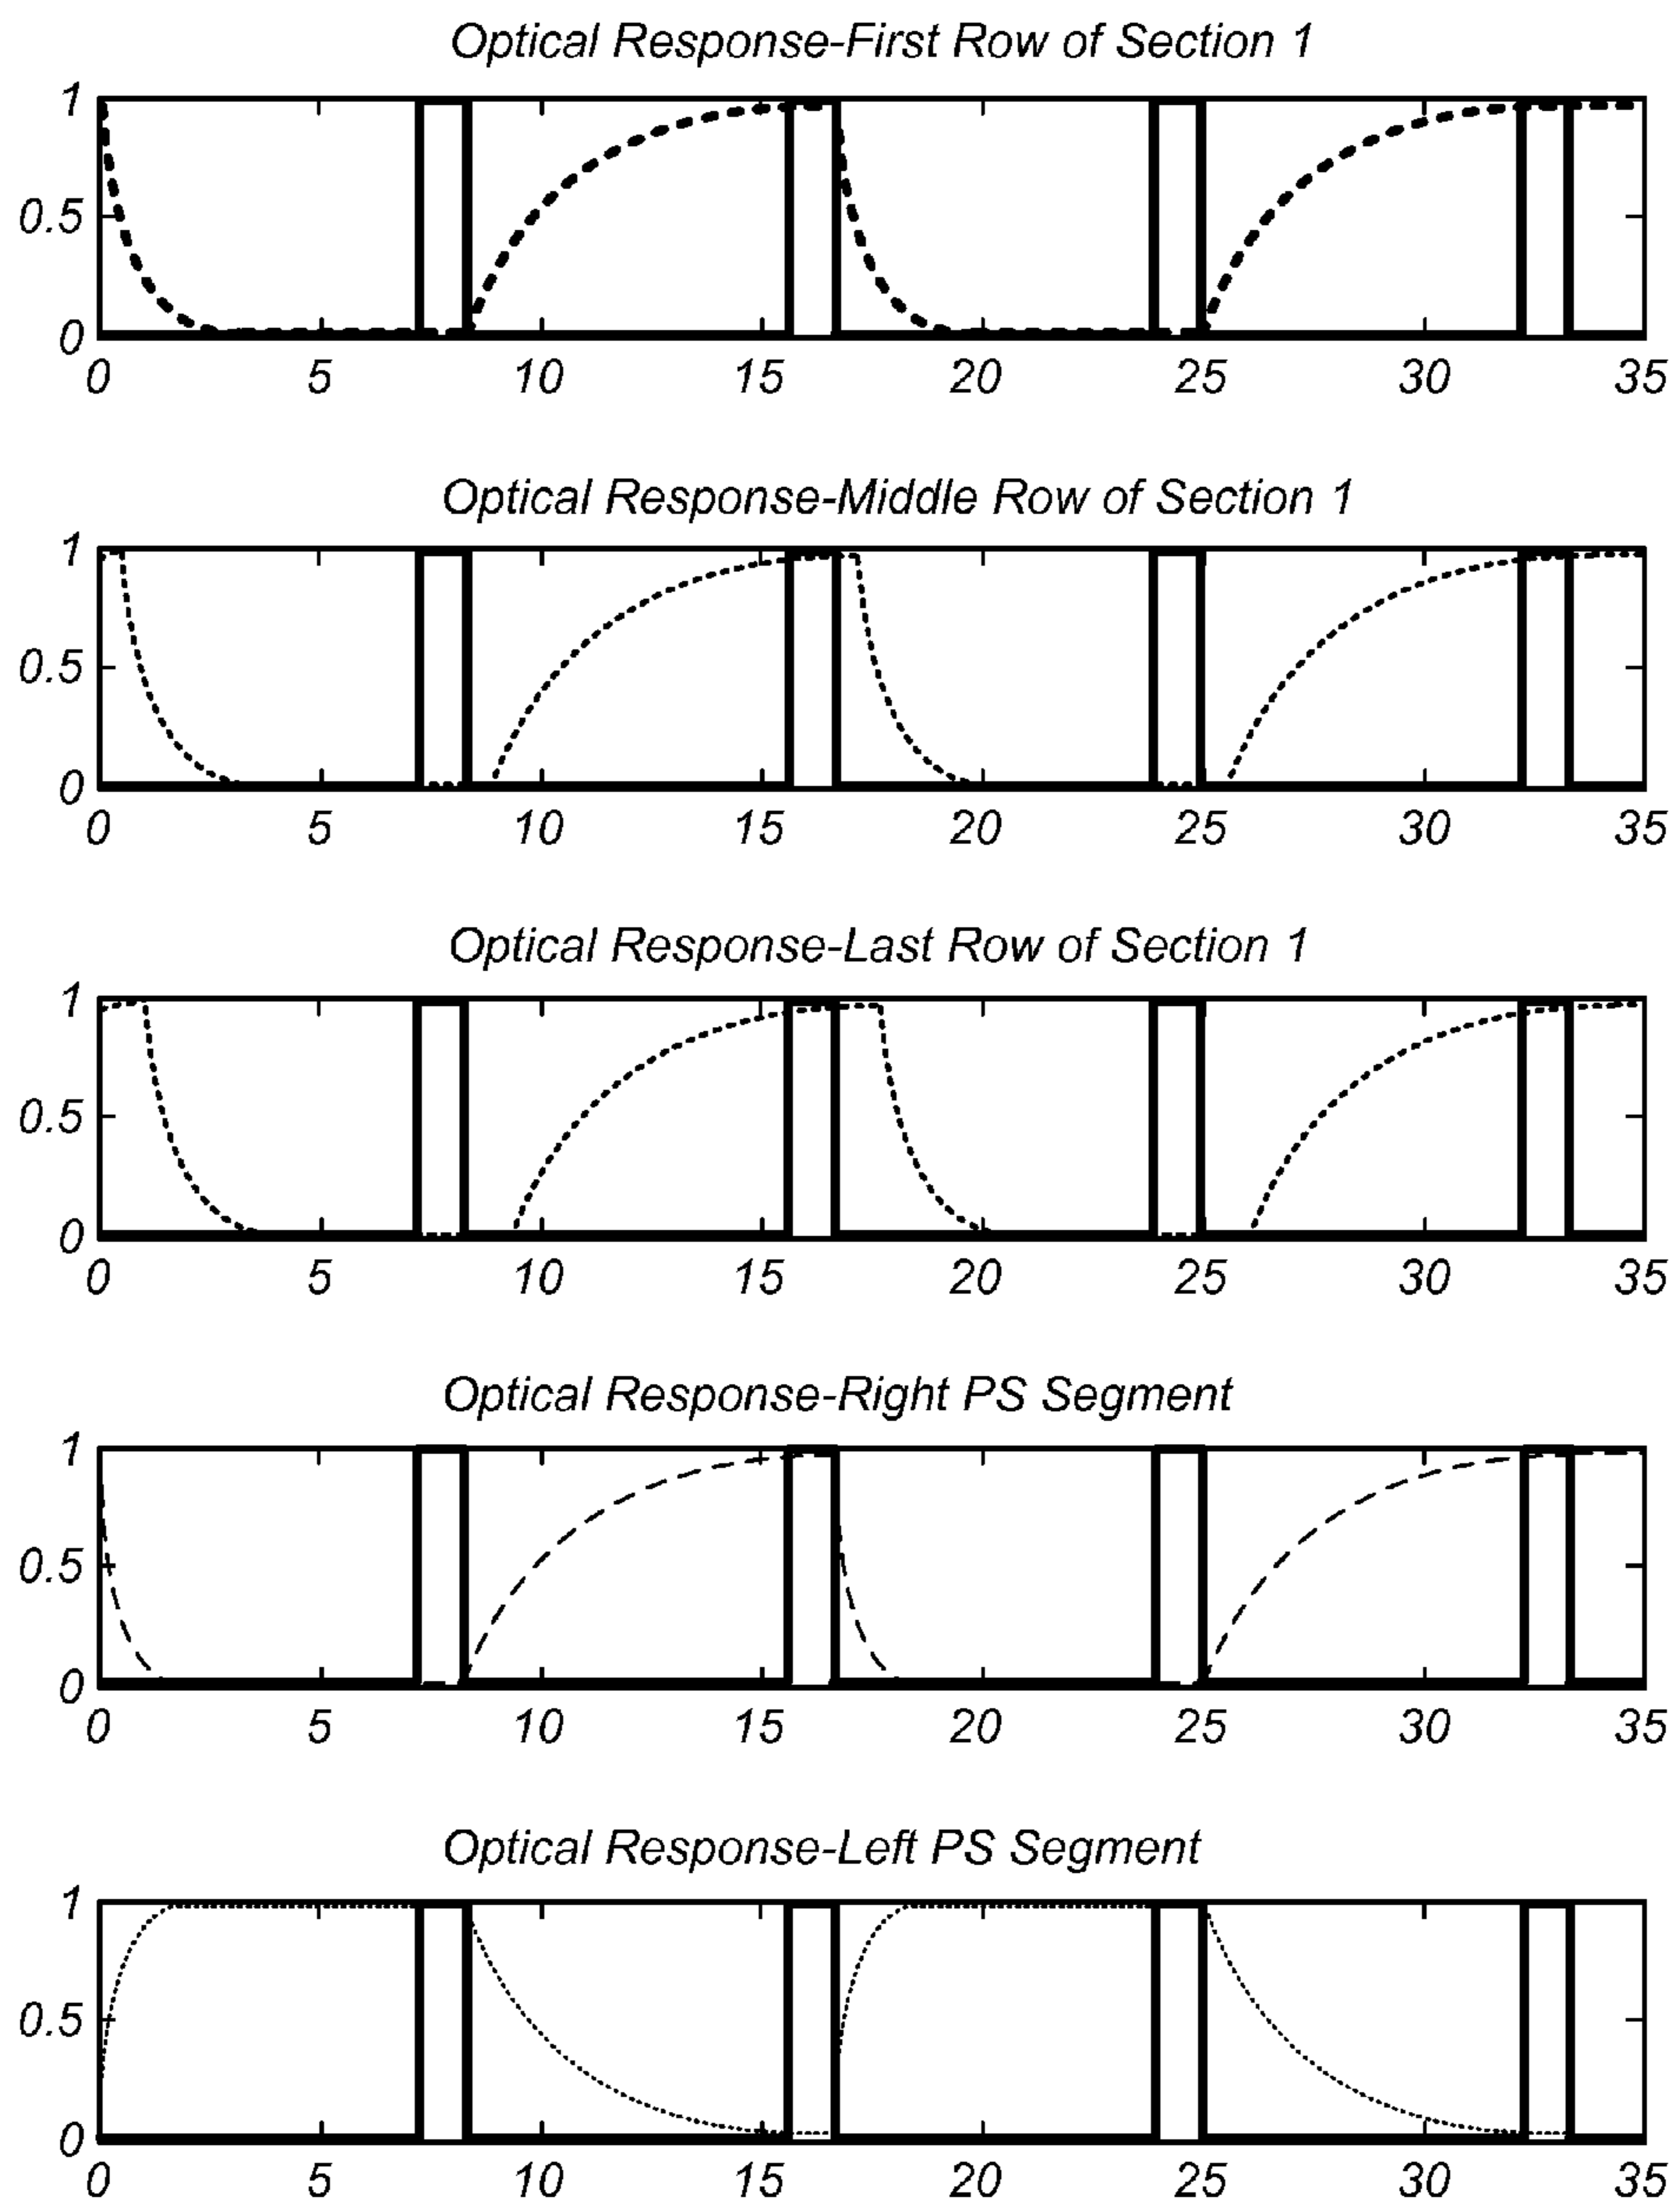 Optical Response-First Row of Section 1
1
0.5
0
0 5 10 15 20 25 30 35
Optical Response-Middle Row of Section 1
1
0.5
0
0 5 10 15 20 25 30 35
Optical Response-Last Row of Section 1
1
0.5
0
0 5 10 15 20 25 30 35
Optical Response-Right PS Segment
1
0.5
0
0 5 10 15 20 25 30 35
Optical Response-Left PS Segment
1
0.5
0
0 5 10 15 20 25 30 35